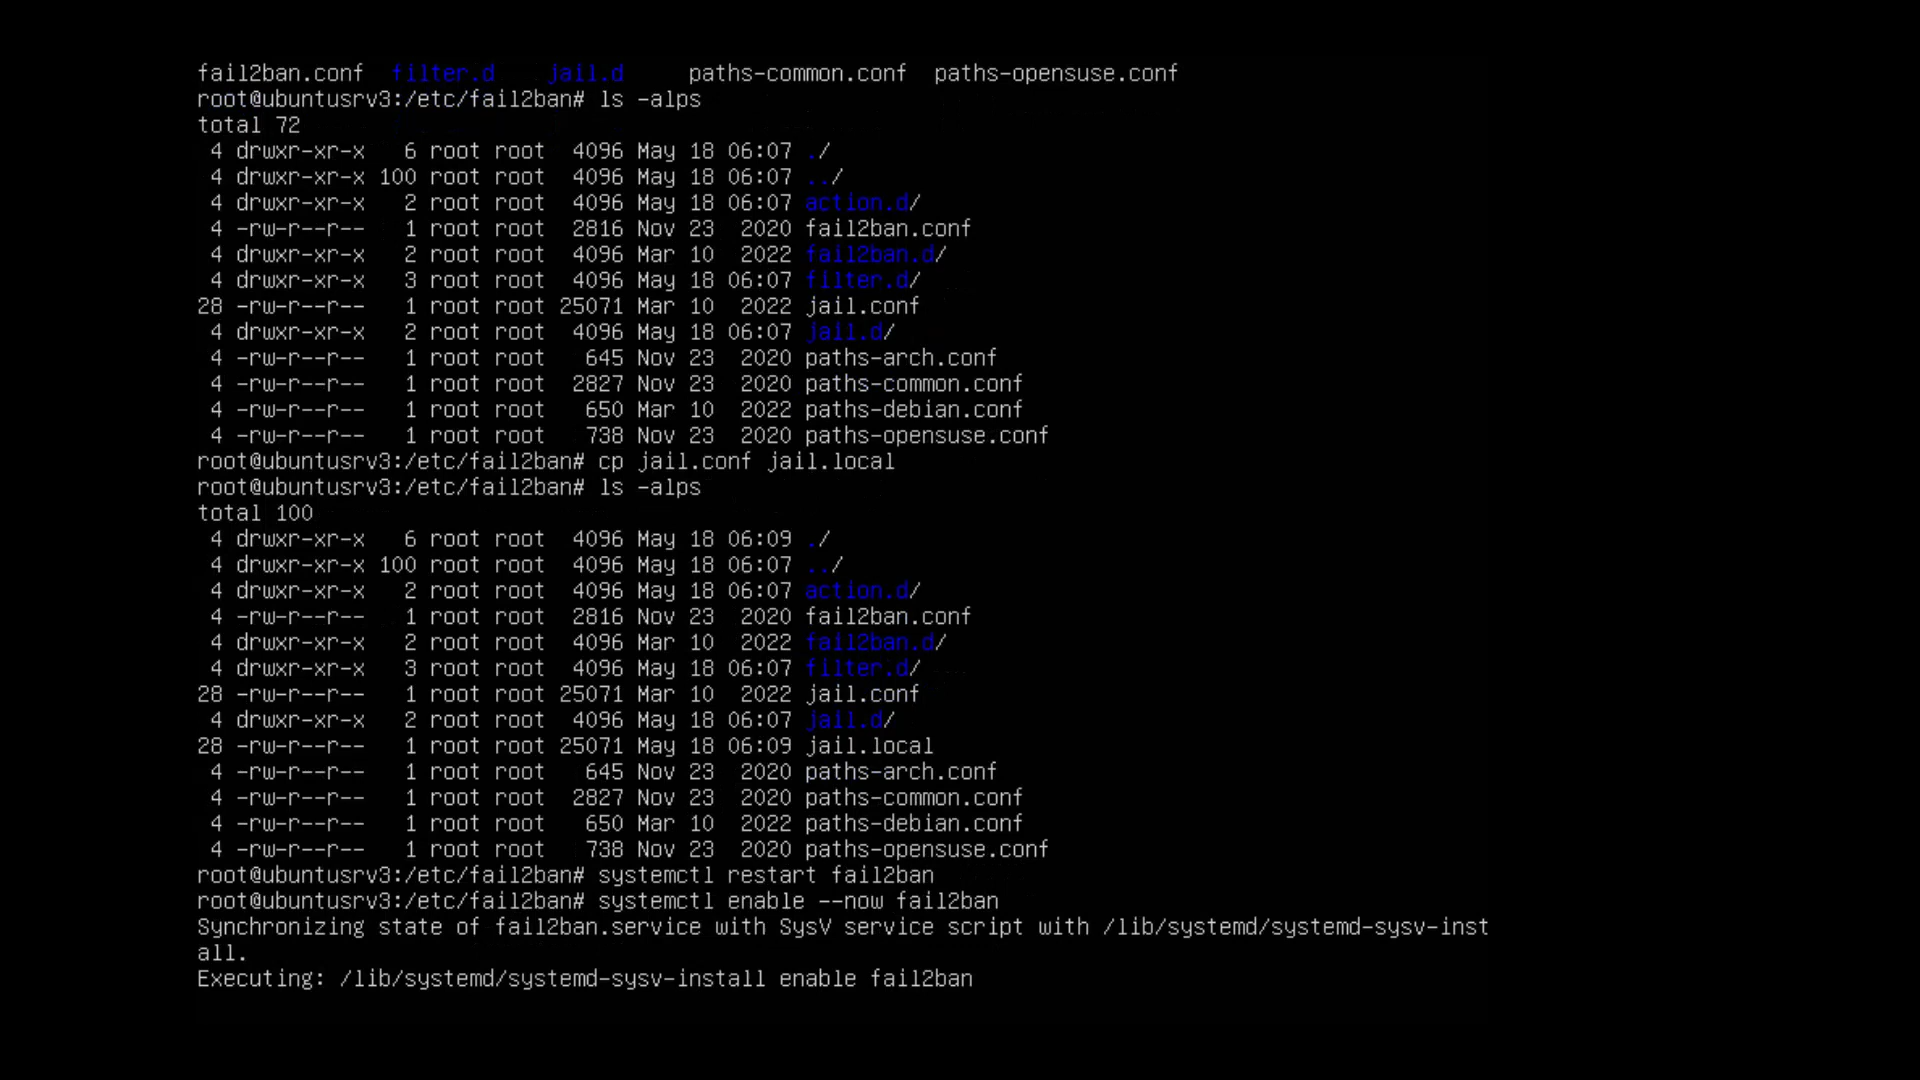 fail2ban.conf  filter.d    jail.d     paths-common.conf  paths-opensuse.conf
root@ubuntusrv3:/etc/fail2ban# ls -alps
total 72
 4 drwxr-xr-x   6 root root  4096 May 18 06:07 ./
 4 drwxr-xr-x 100 root root  4096 May 18 06:07 ../
 4 drwxr-xr-x   2 root root  4096 May 18 06:07 action.d/
 4 -rw-r--r--   1 root root  2816 Nov 23  2020 fail2ban.conf
 4 drwxr-xr-x   2 root root  4096 Mar 10  2022 fail2ban.d/
 4 drwxr-xr-x   3 root root  4096 May 18 06:07 filter.d/
28 -rw-r--r--   1 root root 25071 Mar 10  2022 jail.conf
 4 drwxr-xr-x   2 root root  4096 May 18 06:07 jail.d/
 4 -rw-r--r--   1 root root   645 Nov 23  2020 paths-arch.conf
 4 -rw-r--r--   1 root root  2827 Nov 23  2020 paths-common.conf
 4 -rw-r--r--   1 root root   650 Mar 10  2022 paths-debian.conf
 4 -rw-r--r--   1 root root   738 Nov 23  2020 paths-opensuse.conf
root@ubuntusrv3:/etc/fail2ban# cp jail.conf jail.local
root@ubuntusrv3:/etc/fail2ban# ls -alps
total 100
 4 drwxr-xr-x   6 root root  4096 May 18 06:09 ./
 4 drwxr-xr-x 100 root root  4096 May 18 06:07 ../
 4 drwxr-xr-x   2 root root  4096 May 18 06:07 action.d/
 4 -rw-r--r--   1 root root  2816 Nov 23  2020 fail2ban.conf
 4 drwxr-xr-x   2 root root  4096 Mar 10  2022 fail2ban.d/
 4 drwxr-xr-x   3 root root  4096 May 18 06:07 filter.d/
28 -rw-r--r--   1 root root 25071 Mar 10  2022 jail.conf
 4 drwxr-xr-x   2 root root  4096 May 18 06:07 jail.d/
28 -rw-r--r--   1 root root 25071 May 18 06:09 jail.local
 4 -rw-r--r--   1 root root   645 Nov 23  2020 paths-arch.conf
 4 -rw-r--r--   1 root root  2827 Nov 23  2020 paths-common.conf
 4 -rw-r--r--   1 root root   650 Mar 10  2022 paths-debian.conf
 4 -rw-r--r--   1 root root   738 Nov 23  2020 paths-opensuse.conf
root@ubuntusrv3:/etc/fail2ban# systemctl restart fail2ban
root@ubuntusrv3:/etc/fail2ban# systemctl enable --now fail2ban
Synchronizing state of fail2ban.service with SysV service script with /lib/systemd/systemd-sysv-inst
all.
Executing: /lib/systemd/systemd-sysv-install enable fail2ban